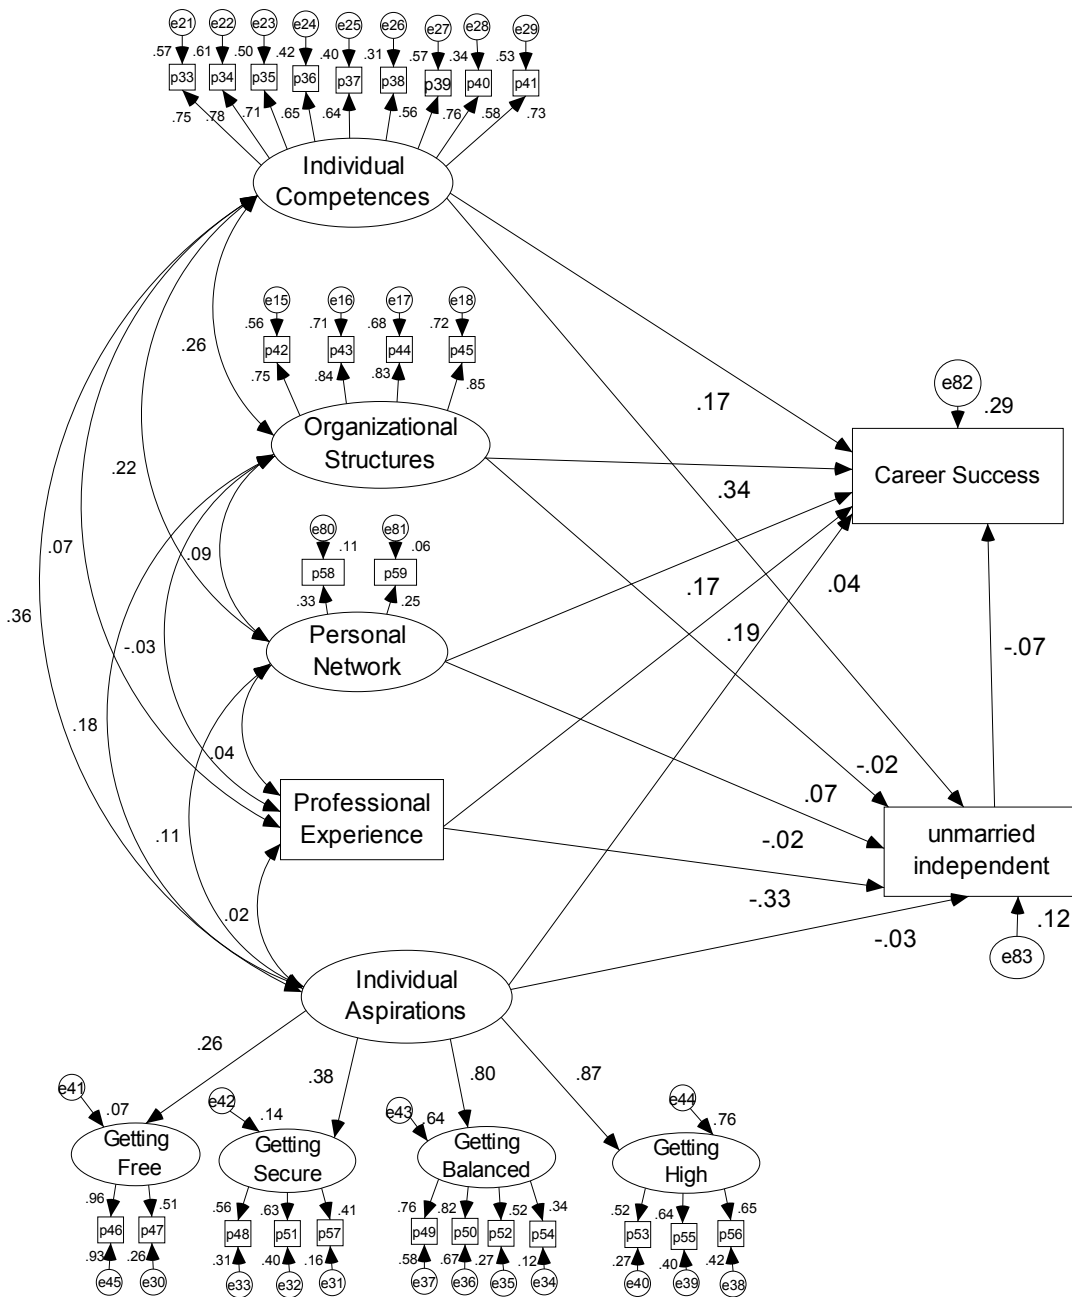 e21 e22 e23 e24 e25 e26 e27 e28 e29
.57 .61 .50 .42 .40 .31 .57 .34 .53
p33 p34 p35 p36 p37 p38 p39 p40 p41
.75 .78 .71 .65 .64 .56 .76 .58 .73
Individual
Competences
e15 e16 e17 e18
.56 .71 .68 .72
p42 p43 p44 p45
.75 .84 .83 .85
.26
Organizational
Structures
.17
e82
.29
Career Success
.34
.22
e80 e81
.11 .06
p58 p59
.33 .25
.07
.09
.36
Personal
Network
.17
.04
.19
-.03
-.07
.18
.04
Professional
Experience
-.02
.07
-.02
unmarried
independent
.11
.02
-.33
-.03
.12
e83
Individual
Aspirations
.26
.38
.80
.87
e41 e42 e43 e44
.07 .14 .64 .76
Getting
Free
Getting
Secure
Getting
Balanced
Getting
High
.96 .51 .56 .63 .41 .76 .82 .52 .34 .52 .64 .65
p46 p47 p48 p51 p57 p49 p50 p52 p54 p53 p55 p56
.93 .26 .31 .40 .16 .58 .67 .27 .12 .27 .40 .42
e45 e30 e33 e32 e31 e37 e36 e35 e34 e40 e39 e38